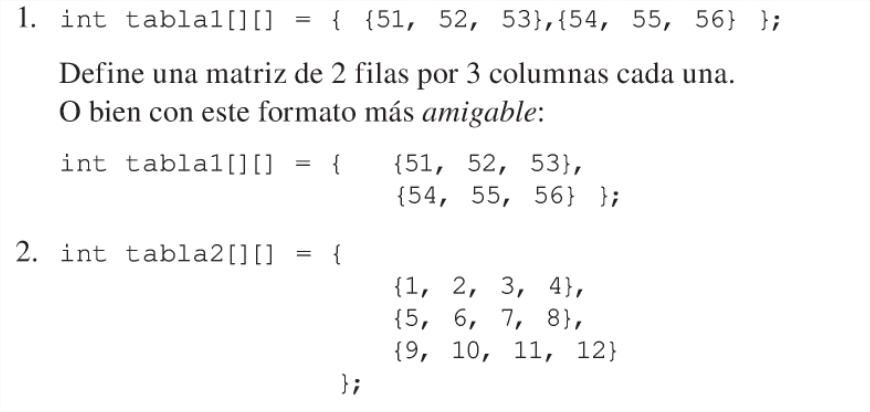 1. int tabla1[][] = { {51, 52, 53},{54, 55, 56} };
Define una matriz de 2 filas por 3 columnas cada una.
O bien con este formato más amigable:
int tabla1[][] = { {51, 52, 53},
{54, 55, 56} };
2. int tabla2[][] = {
{1, 2, 3, 4},
{5, 6, 7, 8},
{9, 10, 11, 12}
};